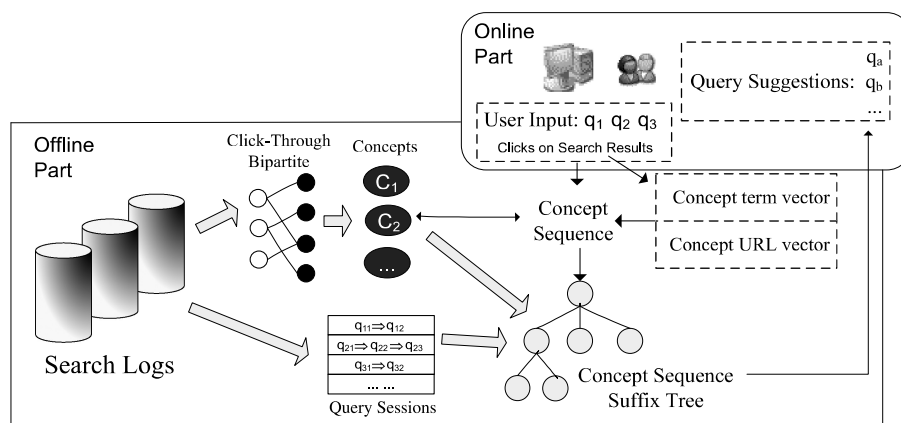 Online
Part
q_a
Query Suggestions: q_b
...
User Input: q_1 q_2 q_3
Clicks on Search Results
Offline
Part
Click-Through
Bipartite
Concepts
C_1
C_2
...
Concept
Sequence
Concept term vector
Concept URL vector
Search Logs
q_11⇒q_12
q_21⇒q_22⇒q_23
q_31⇒q_32
... ...
Query Sessions
Concept Sequence
Suffix Tree